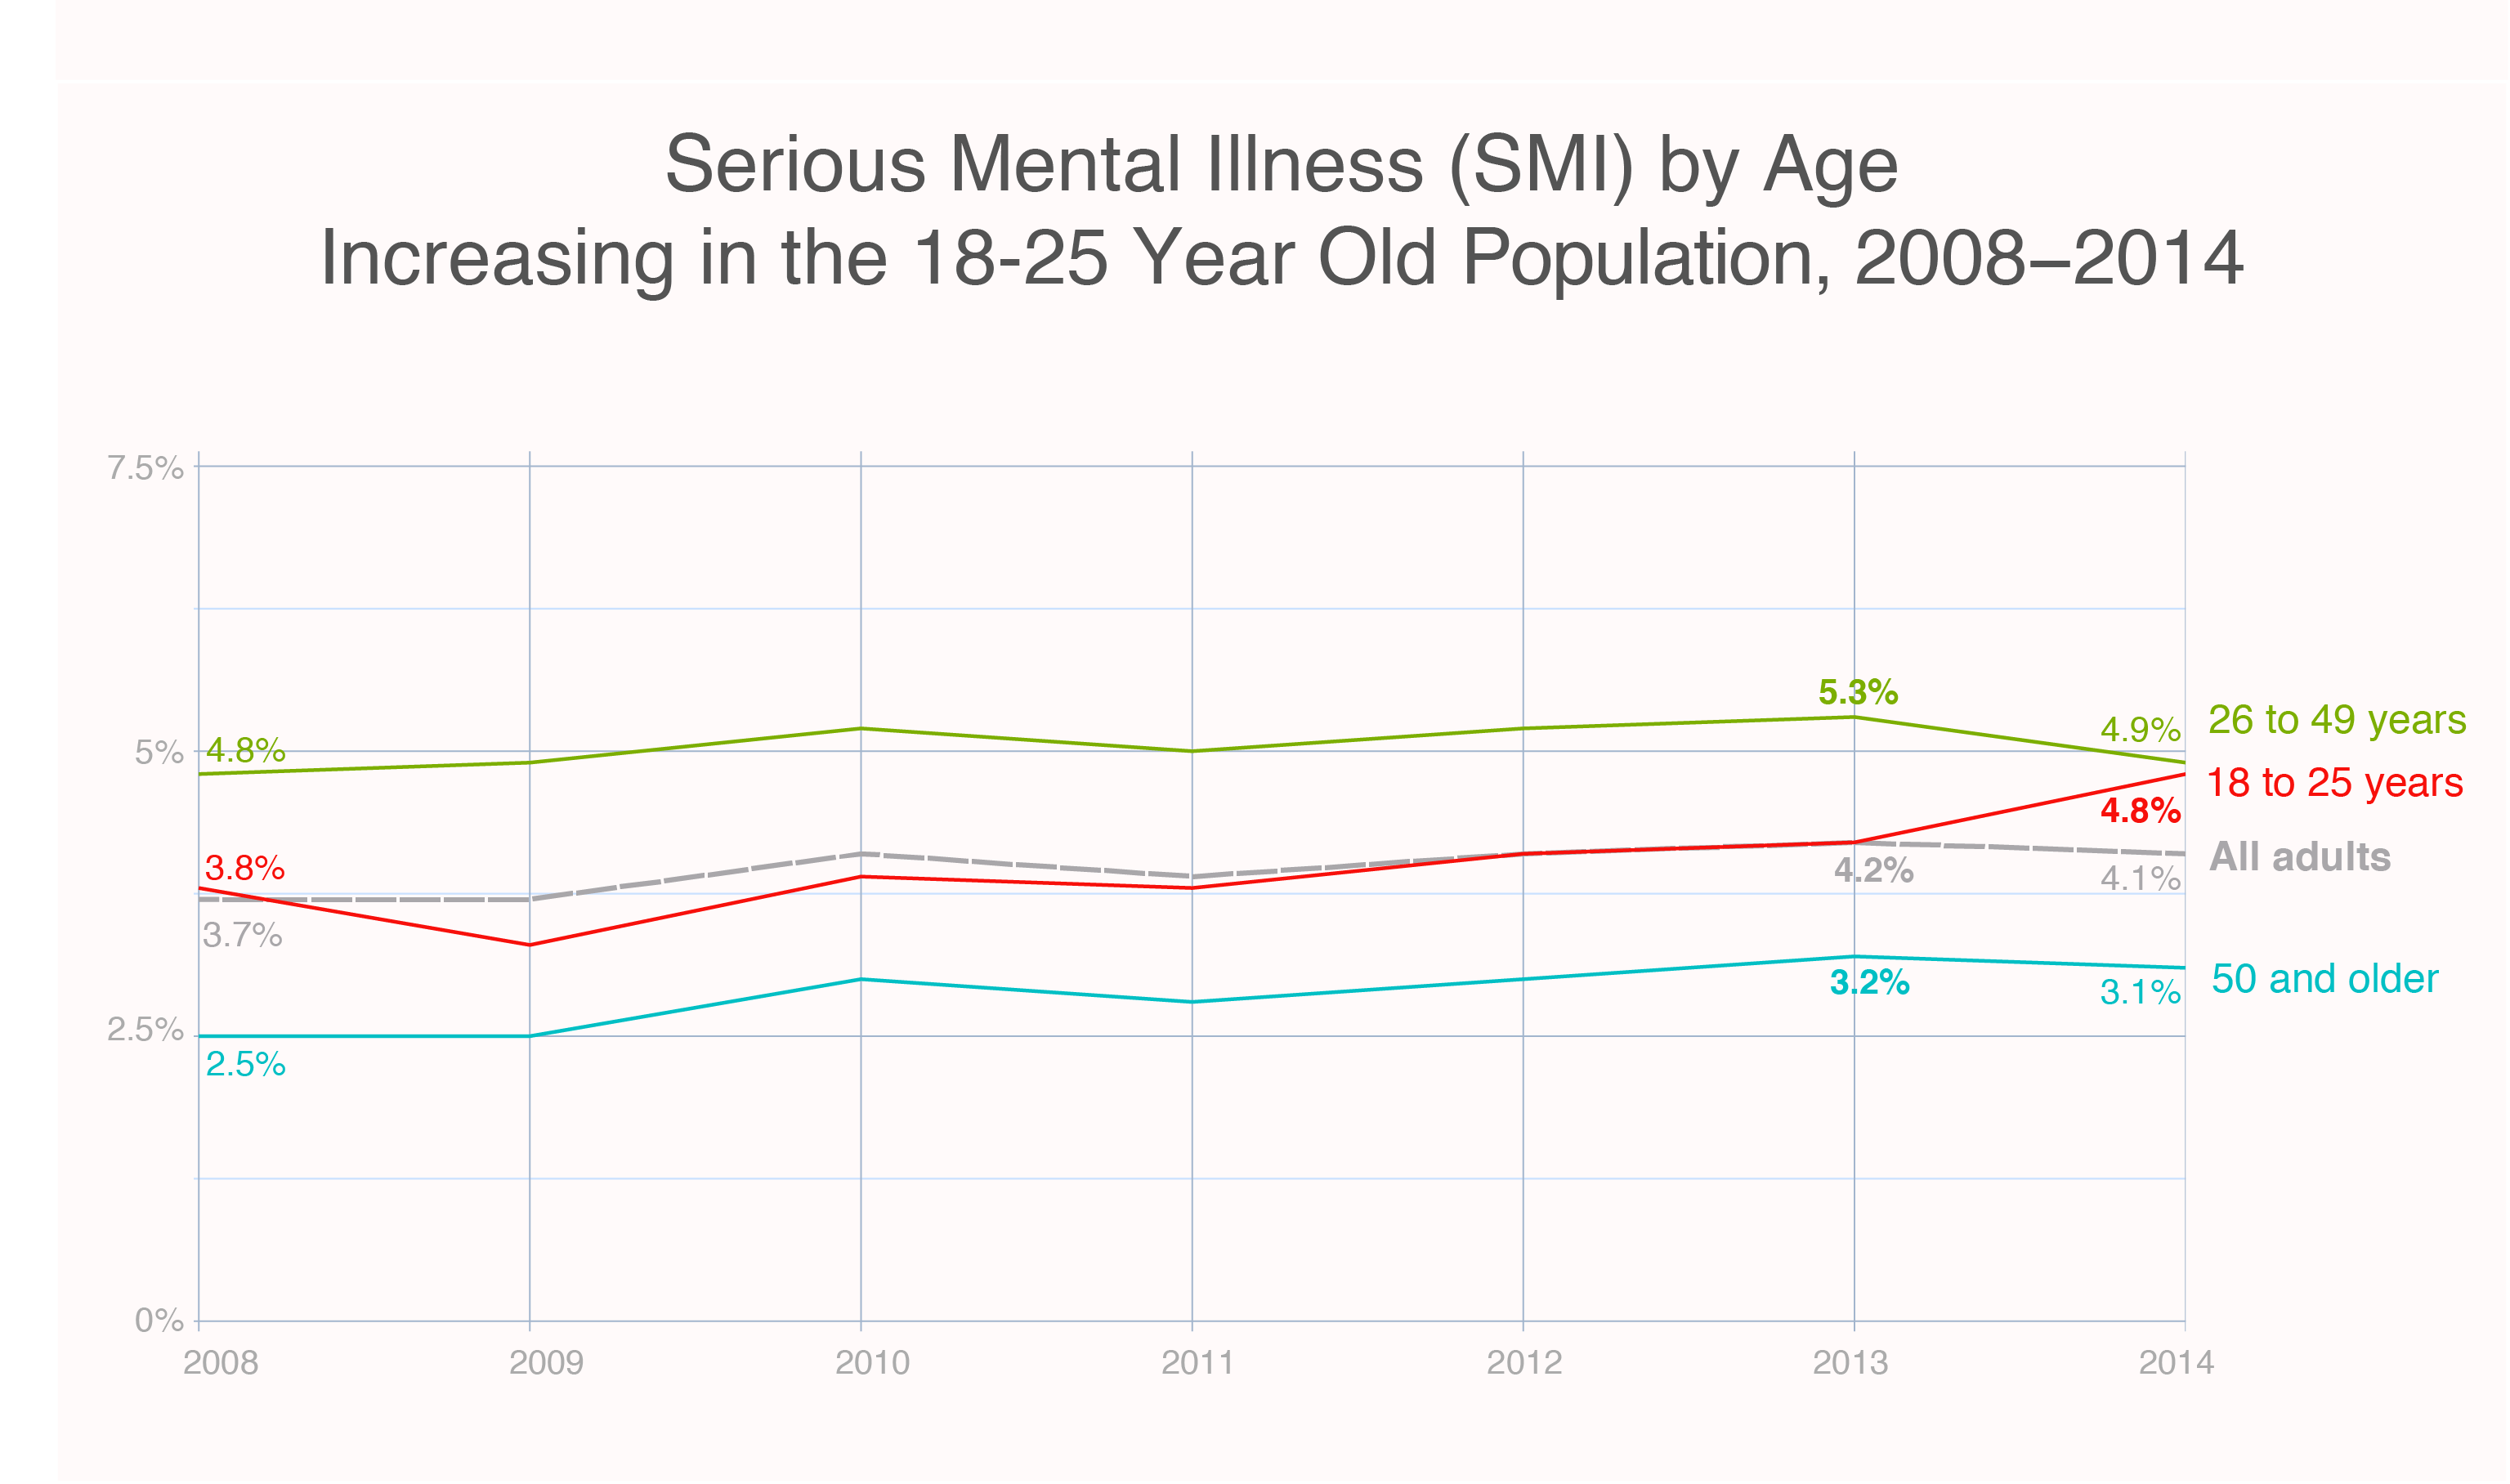 Serious Mental Illness (SMI) by Age
Increasing in the 18-25 Year Old Population, 2008–2014
7.5%
5.3%
26 to 49 years
4.9%
5%
4.8%
18 to 25 years
4.8%
3.8%
All adults
4.2%
4.1%
3.7%
50 and older
3.2%
3.1%
2.5%
2.5%
0%
2008 2009 2010 2011 2012 2013 2014